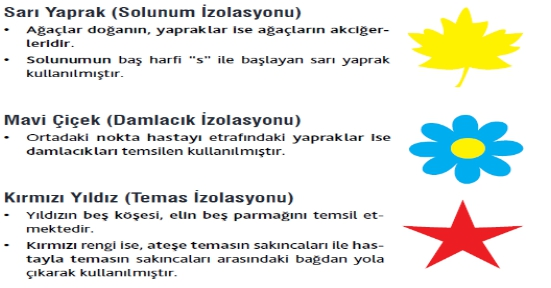 Sarı Yaprak (Solunum İzolasyonu)
• Ağaçlar doğanın, yapraklar ise ağaçların akciğer-
leridir.
• Solunumun baş harfi "s" ile başlayan sarı yaprak
kullanılmıştır.
Mavi Çiçek (Damlacık İzolasyonu)
• Ortadaki nokta hastayı etrafındaki yapraklar ise
damlacıkları temsilen kullanılmıştır.
Kırmızı Yıldız (Temas İzolasyonu)
• Yıldızın beş köşesi, elin beş parmağını temsil et-
mektedir.
• Kırmızı rengi ise, ateşe temasın sakıncaları ile has-
tayla temasın sakıncaları arasındaki bağdan yola
çıkarak kullanılmıştır.